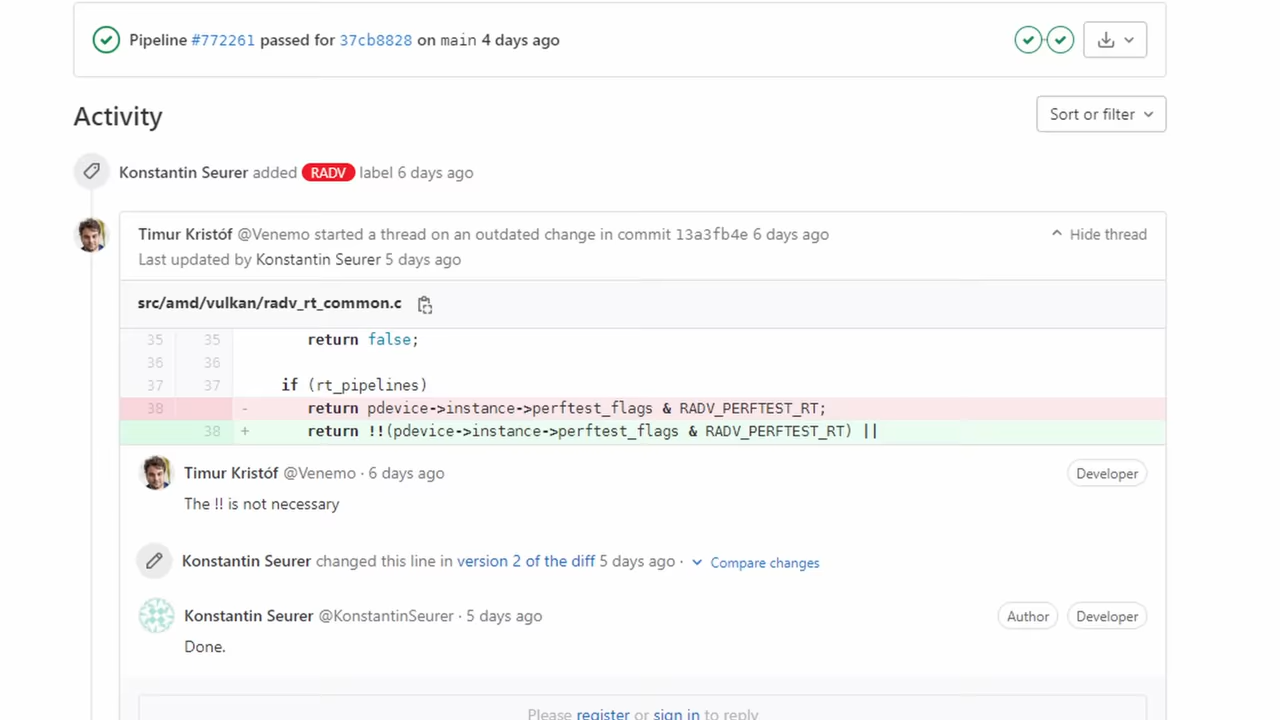 Pipeline #772261 passed for 37cb8828 on main 4 days ago
Activity
Sort or filter
Konstantin Seurer added RADV label 6 days ago
Timur Kristóf @Venemo started a thread on an outdated change in commit 13a3fb4e 6 days ago
Hide thread
Last updated by Konstantin Seurer 5 days ago
src/amd/vulkan/radv_rt_common.c
35 35 return false;
36 36
37 37 if (rt_pipelines)
38 - return pdevice->instance->perftest_flags & RADV_PERFTEST_RT;
38 + return !!(pdevice->instance->perftest_flags & RADV_PERFTEST_RT) ||
Timur Kristóf @Venemo · 6 days ago
Developer
The !! is not necessary
Konstantin Seurer changed this line in version 2 of the diff 5 days ago · Compare changes
Konstantin Seurer @KonstantinSeurer · 5 days ago
Author Developer
Done.
Please register or sign in to reply